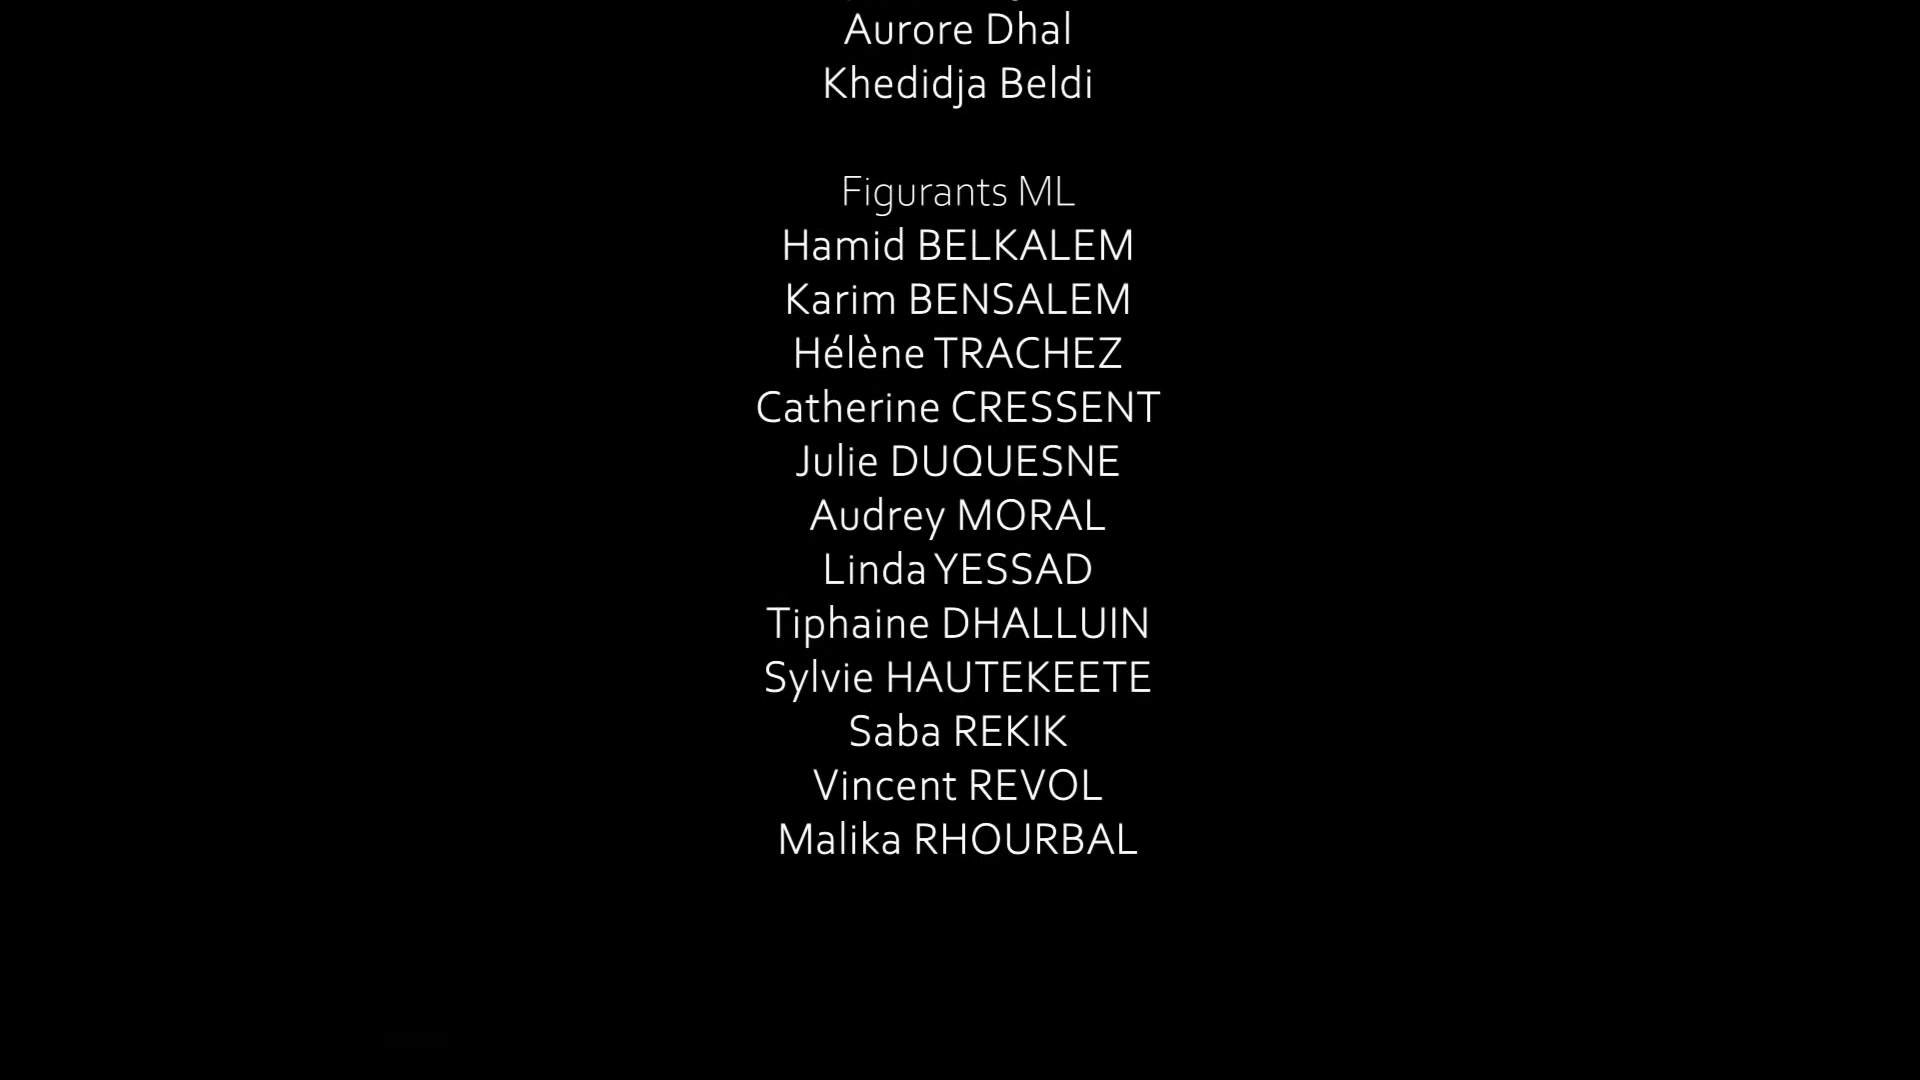 Aurore Dhal
Khedidja Beldi
Figurants ML
Hamid BELKALEM
Karim BENSALEM
Hélène TRACHEZ
Catherine CRESSENT
Julie DUQUESNE
Audrey MORAL
Linda YESSAD
Tiphaine DHALLUIN
Sylvie HAUTEKEETE
Saba REKIK
Vincent REVOL
Malika RHOURBAL